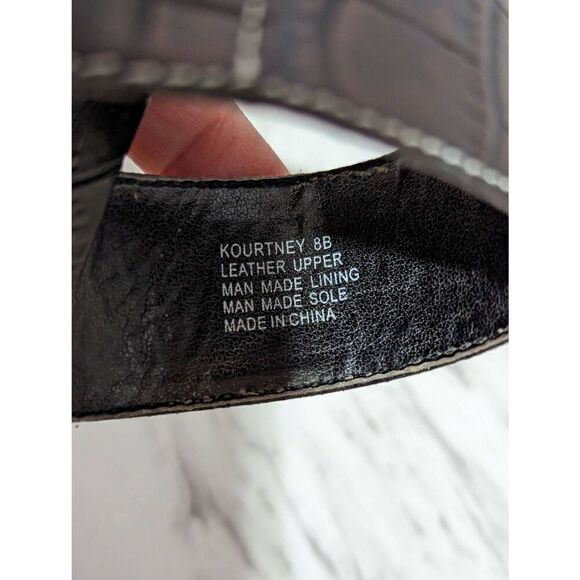 KOURTNEY 8B
LEATHER UPPER
MAN MADE LINING
MAN MADE SOLE
MADE IN CHINA